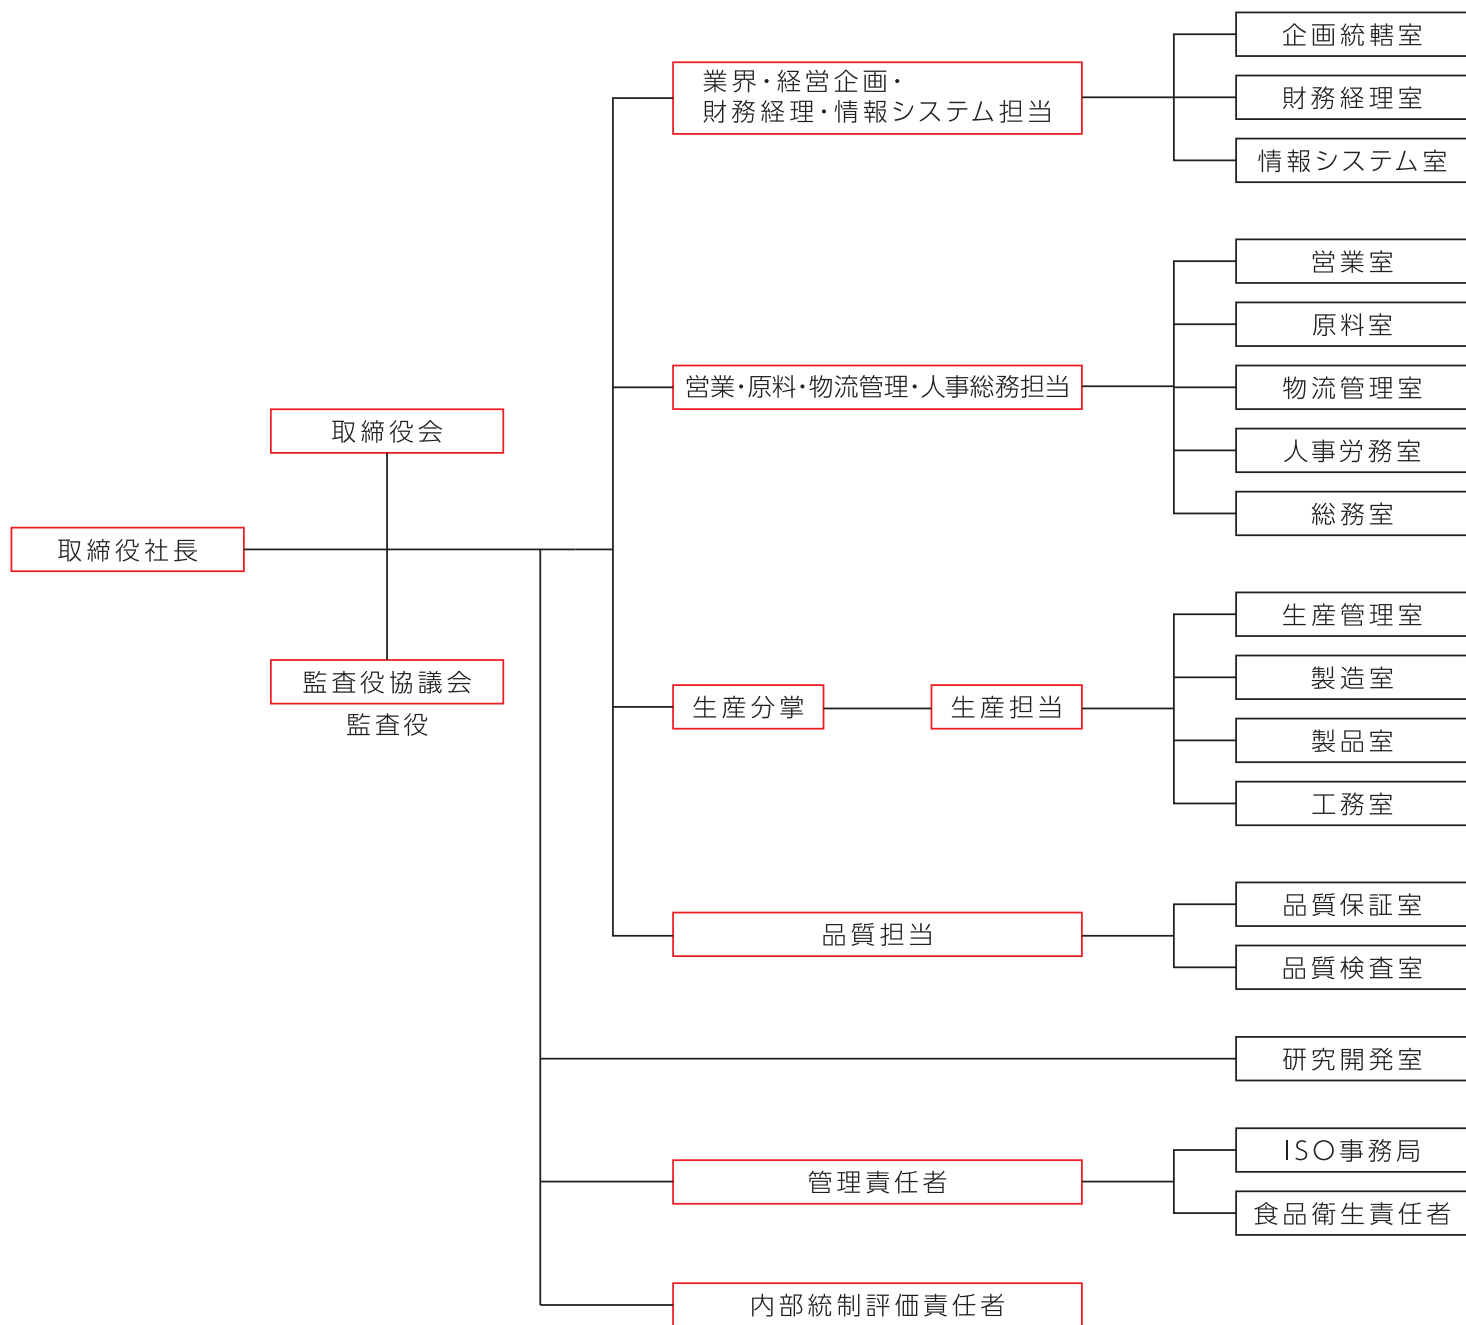 取締役社長
取締役会
監査役協議会
監査役
業界・経営企画・
財務経理・情報システム担当
企画統轄室
財務経理室
情報システム室
営業・原料・物流管理・人事総務担当
営業室
原料室
物流管理室
人事労務室
総務室
生産分掌
生産担当
生産管理室
製造室
製品室
工務室
品質担当
品質保証室
品質検査室
研究開発室
管理責任者
ISO事務局
食品衛生責任者
内部統制評価責任者